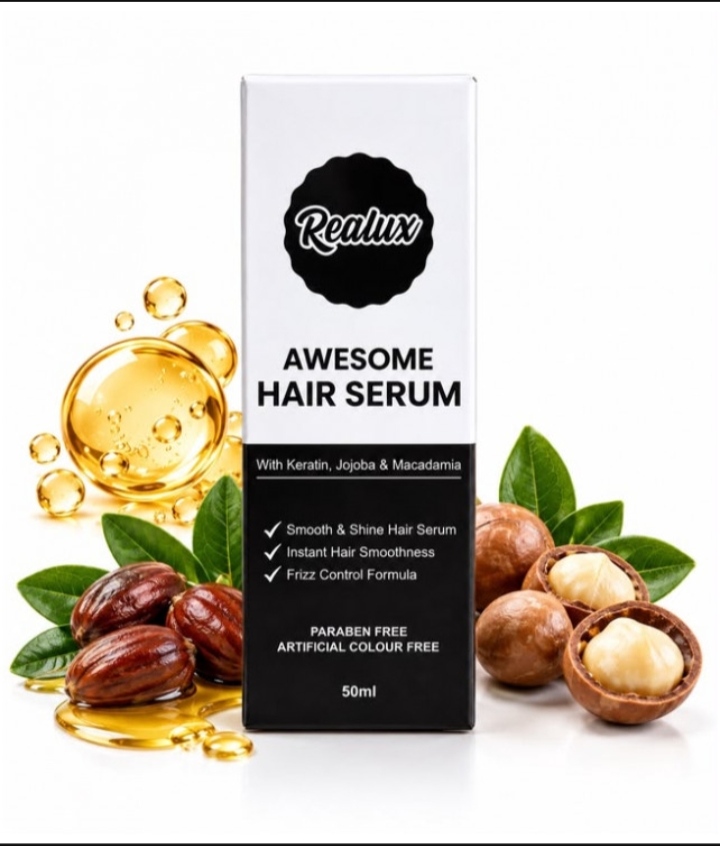 Realux
AWESOME
HAIR SERUM
With Keratin, Jojoba & Macadamia
✓ Smooth & Shine Hair Serum
✓ Instant Hair Smoothness
✓ Frizz Control Formula
PARABEN FREE
ARTIFICIAL COLOUR FREE
50ml